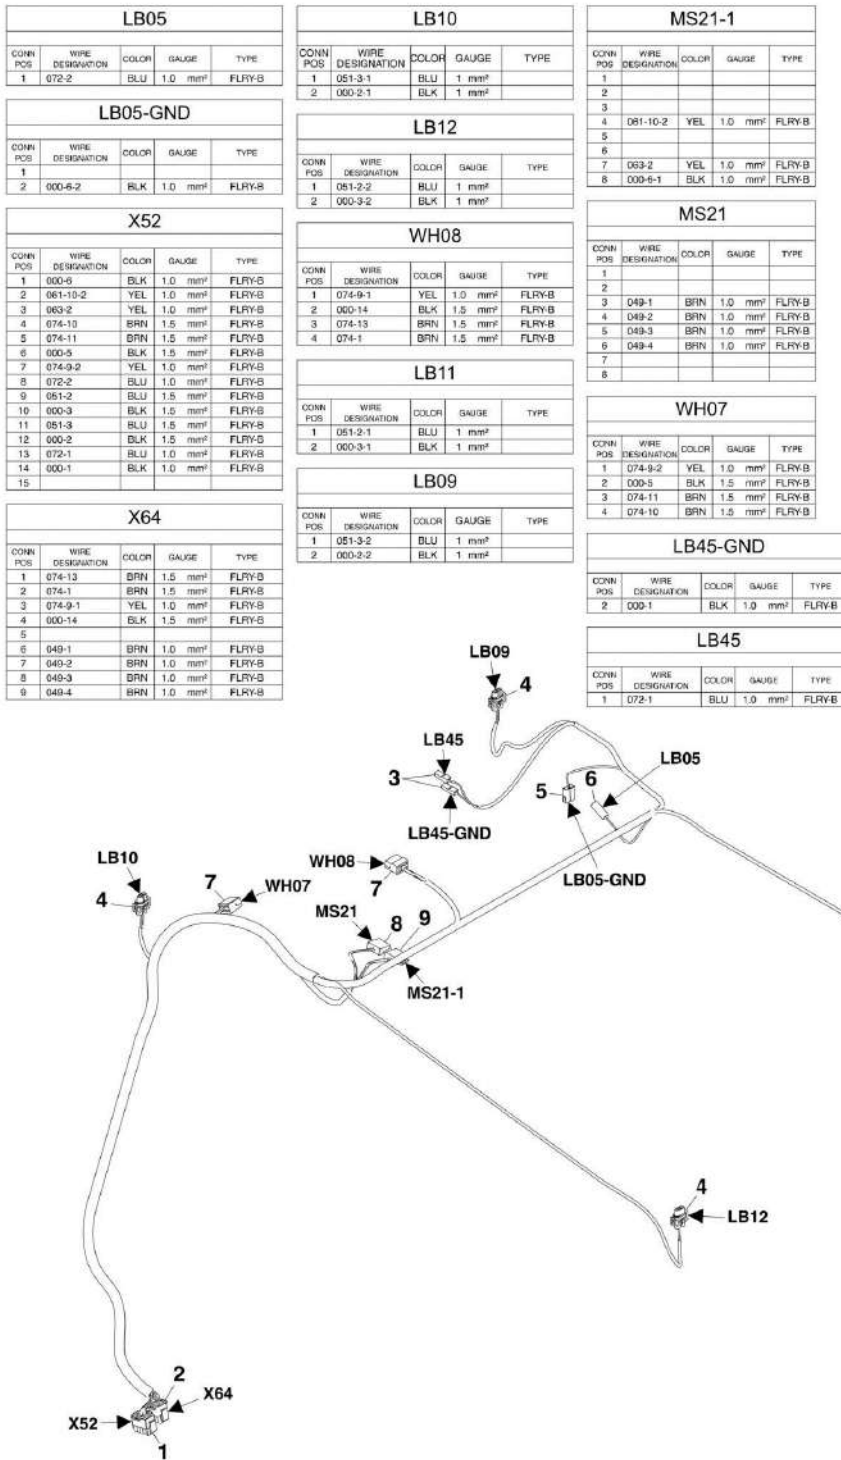 LB05
CONN POS WIRE DESIGNATION COLOR GAUGE TYPE
1 072-2 BLU 1.0 mm² FLRY-B
LB05-GND
CONN POS WIRE DESIGNATION COLOR GAUGE TYPE
1
2 000-6-2 BLK 1.0 mm² FLRY-B
X52
CONN POS WIRE DESIGNATION COLOR GAUGE TYPE
1 000-6 BLK 1.0 mm² FLRY-B
2 061-10-2 YEL 1.0 mm² FLRY-B
3 063-2 YEL 1.0 mm² FLRY-B
4 074-10 BRN 1.5 mm² FLRY-B
5 074-11 BRN 1.5 mm² FLRY-B
6 000-5 BLK 1.5 mm² FLRY-B
7 074-9-2 YEL 1.0 mm² FLRY-B
8 072-2 BLU 1.0 mm² FLRY-B
9 051-2 BLU 1.5 mm² FLRY-B
10 000-3 BLK 1.5 mm² FLRY-B
11 051-3 BLU 1.5 mm² FLRY-B
12 000-2 BLK 1.5 mm² FLRY-B
13 072-1 BLU 1.0 mm² FLRY-B
14 000-1 BLK 1.0 mm² FLRY-B
15
X64
CONN POS WIRE DESIGNATION COLOR GAUGE TYPE
1 074-13 BRN 1.5 mm² FLRY-B
2 074-1 BRN 1.5 mm² FLRY-B
3 074-9-1 YEL 1.0 mm² FLRY-B
4 000-14 BLK 1.5 mm² FLRY-B
5
6 049-1 BRN 1.0 mm² FLRY-B
7 049-2 BRN 1.0 mm² FLRY-B
8 049-3 BRN 1.0 mm² FLRY-B
9 049-4 BRN 1.0 mm² FLRY-B
LB10
CONN POS WIRE DESIGNATION COLOR GAUGE TYPE
1 051-3-1 BLU 1 mm²
2 000-2-1 BLK 1 mm²
LB12
CONN POS WIRE DESIGNATION COLOR GAUGE TYPE
1 051-2-2 BLU 1 mm²
2 000-3-2 BLK 1 mm²
WH08
CONN POS WIRE DESIGNATION COLOR GAUGE TYPE
1 074-9-1 YEL 1.0 mm² FLRY-B
2 000-14 BLK 1.5 mm² FLRY-B
3 074-13 BRN 1.5 mm² FLRY-B
4 074-1 BRN 1.5 mm² FLRY-B
LB11
CONN POS WIRE DESIGNATION COLOR GAUGE TYPE
1 051-2-1 BLU 1 mm²
2 000-3-1 BLK 1 mm²
LB09
CONN POS WIRE DESIGNATION COLOR GAUGE TYPE
1 051-3-2 BLU 1 mm²
2 000-2-2 BLK 1 mm²
MS21-1
CONN POS WIRE DESIGNATION COLOR GAUGE TYPE
1
2
3
4 061-10-2 YEL 1.0 mm² FLRY-B
5
6
7 063-2 YEL 1.0 mm² FLRY-B
8 000-6-1 BLK 1.0 mm² FLRY-B
MS21
CONN POS WIRE DESIGNATION COLOR GAUGE TYPE
1
2
3 049-1 BRN 1.0 mm² FLRY-B
4 049-2 BRN 1.0 mm² FLRY-B
5 049-3 BRN 1.0 mm² FLRY-B
6 049-4 BRN 1.0 mm² FLRY-B
7
8
WH07
CONN POS WIRE DESIGNATION COLOR GAUGE TYPE
1 074-9-2 YEL 1.0 mm² FLRY-B
2 000-5 BLK 1.5 mm² FLRY-B
3 074-11 BRN 1.5 mm² FLRY-B
4 074-10 BRN 1.5 mm² FLRY-B
LB45-GND
CONN POS WIRE DESIGNATION COLOR GAUGE TYPE
2 000-1 BLK 1.0 mm² FLRY-B
LB45
CONN POS WIRE DESIGNATION COLOR GAUGE TYPE
1 072-1 BLU 1.0 mm² FLRY-B
LB09
4
LB45
3
LB45-GND
5
6
LB05
LB05-GND
LB10
4
7
WH07
WH08
7
MS21
8
9
MS21-1
4
LB12
2
X64
X52
1